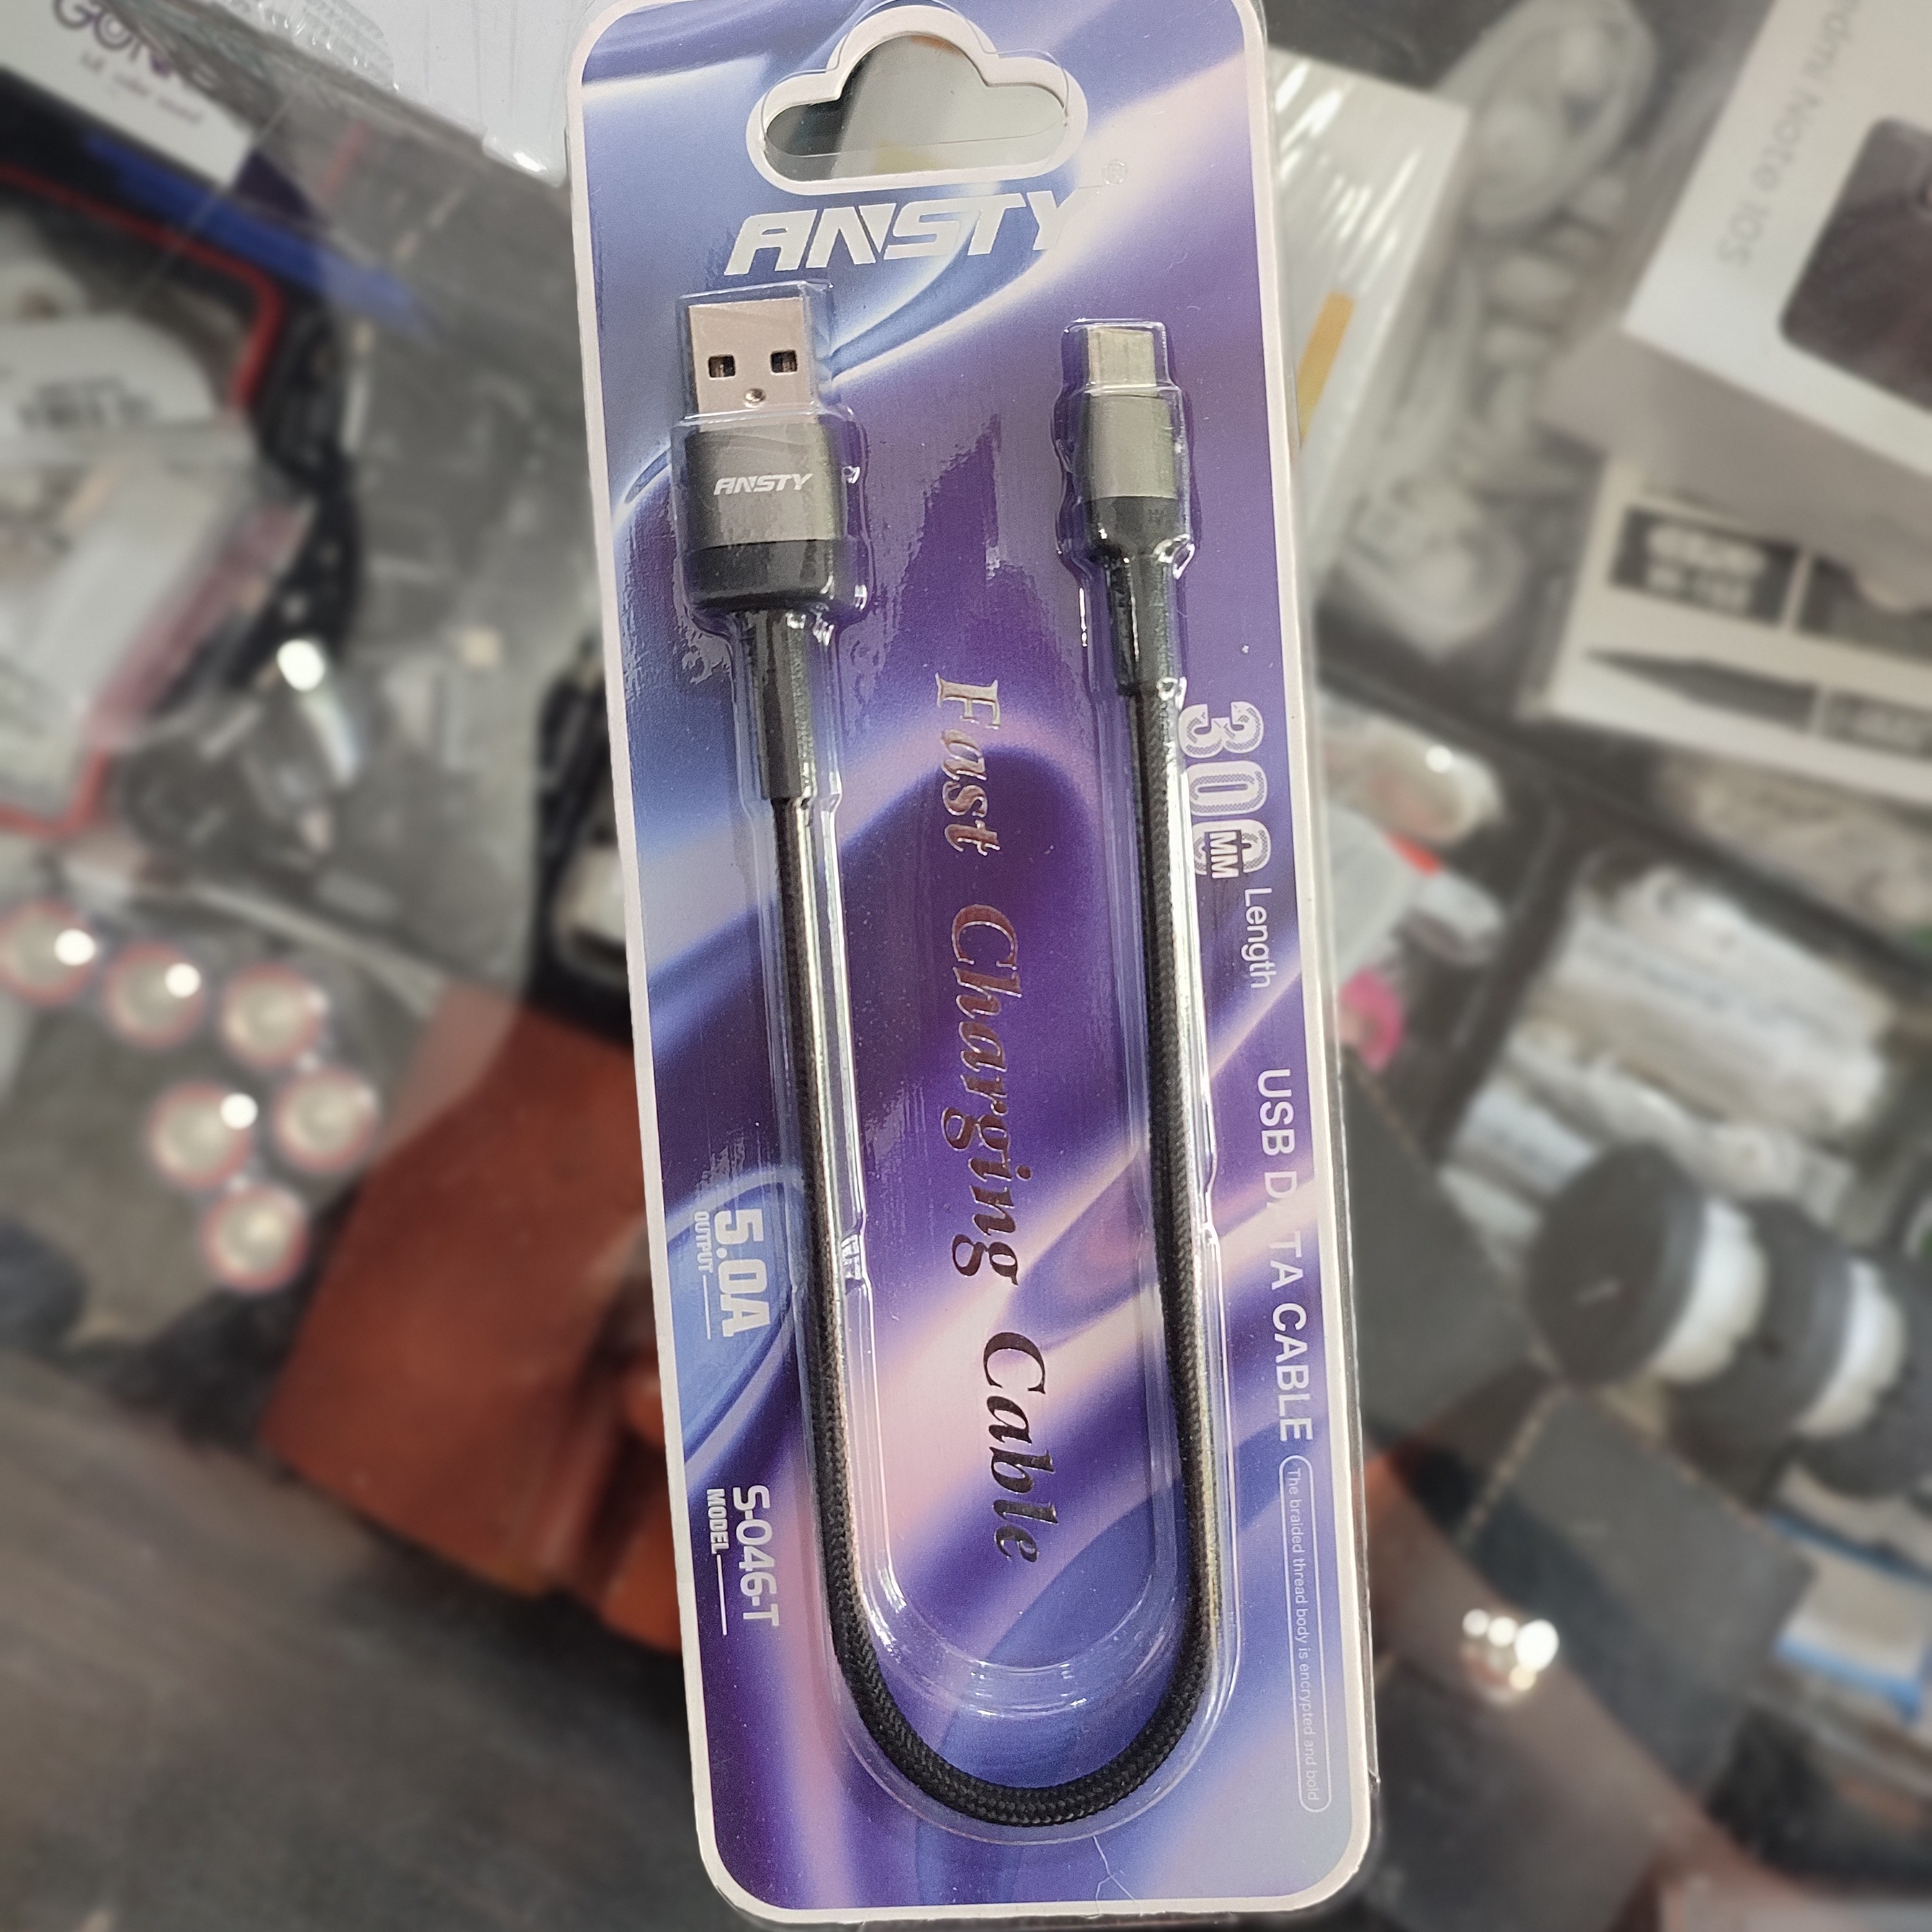 ANSTY
ANSTY
Fast Charging Cable
300 MM Length
USB DATA CABLE
The braided thread body is encrypted and bold
5.0A
OUTPUT
S-046-T
MODEL